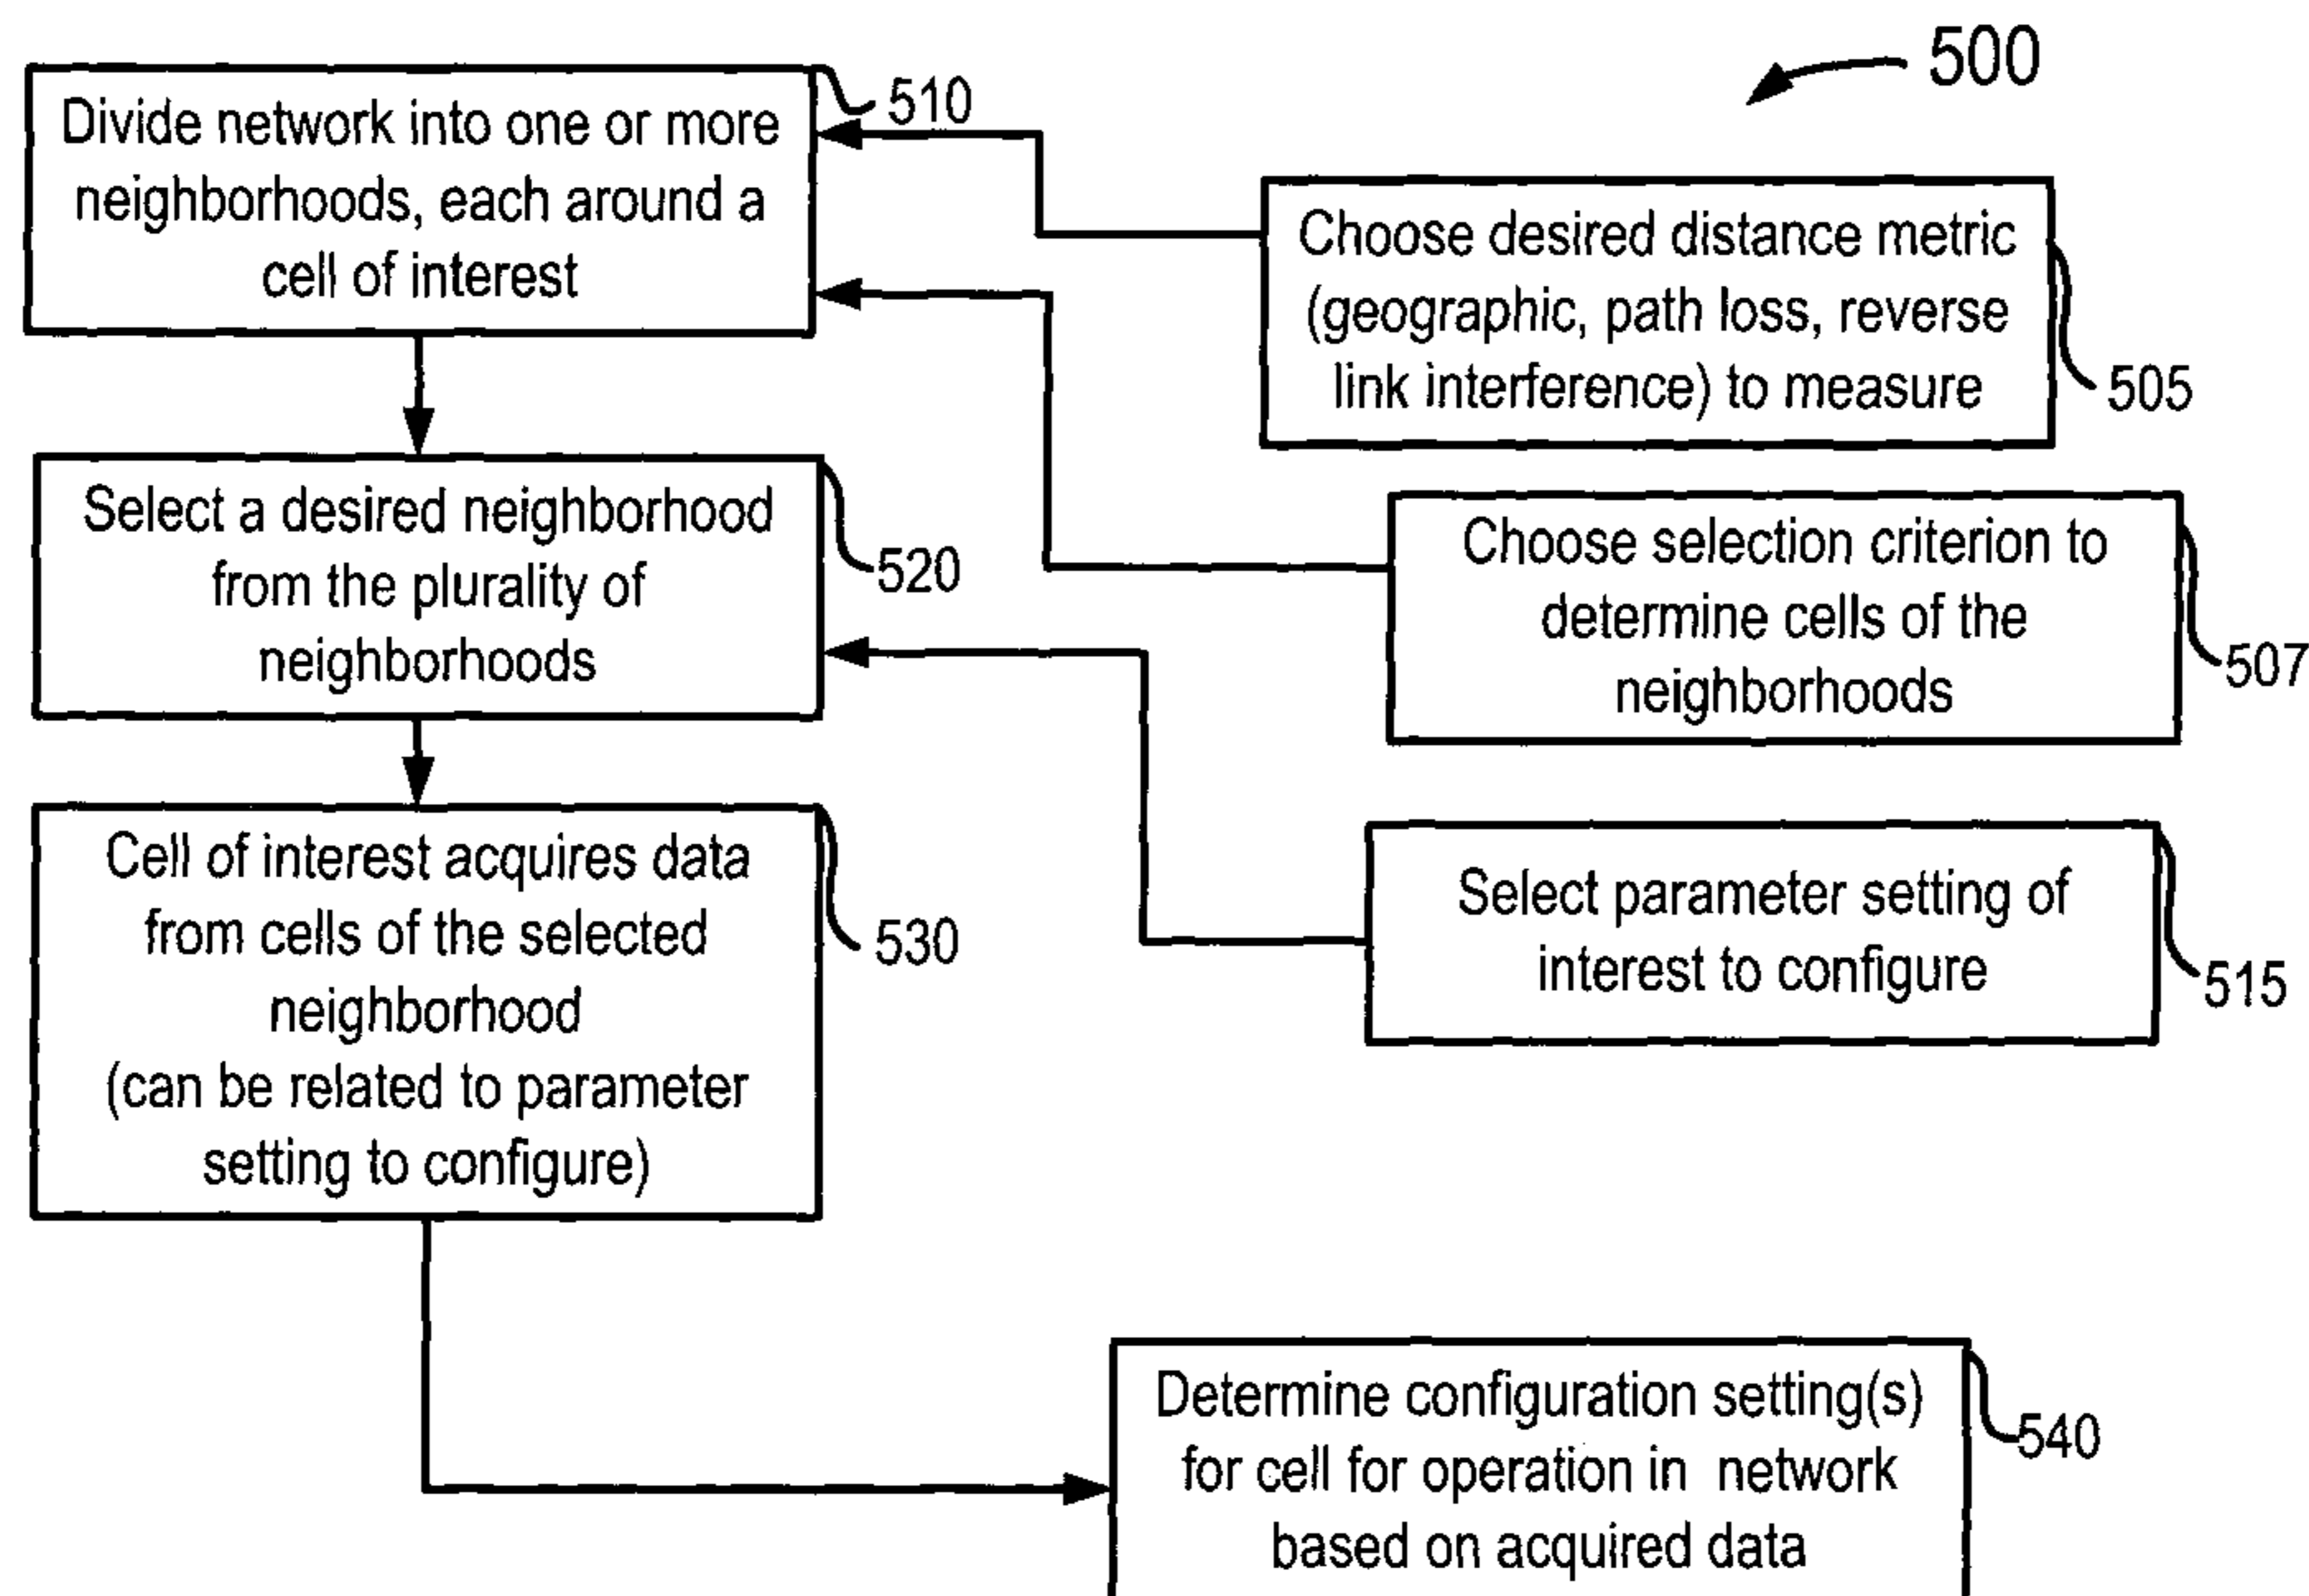 500
Divide network into one or more
neighborhoods, each around a
cell of interest
510
Choose desired distance metric
(geographic, path loss, reverse
link interference) to measure
505
Select a desired neighborhood
from the plurality of
neighborhoods
520
Choose selection criterion to
determine cells of the
neighborhoods
507
Cell of interest acquires data
from cells of the selected
neighborhood
(can be related to parameter
setting to configure)
530
Select parameter setting of
interest to configure
515
Determine configuration setting(s)
for cell for operation in network
based on acquired data
540